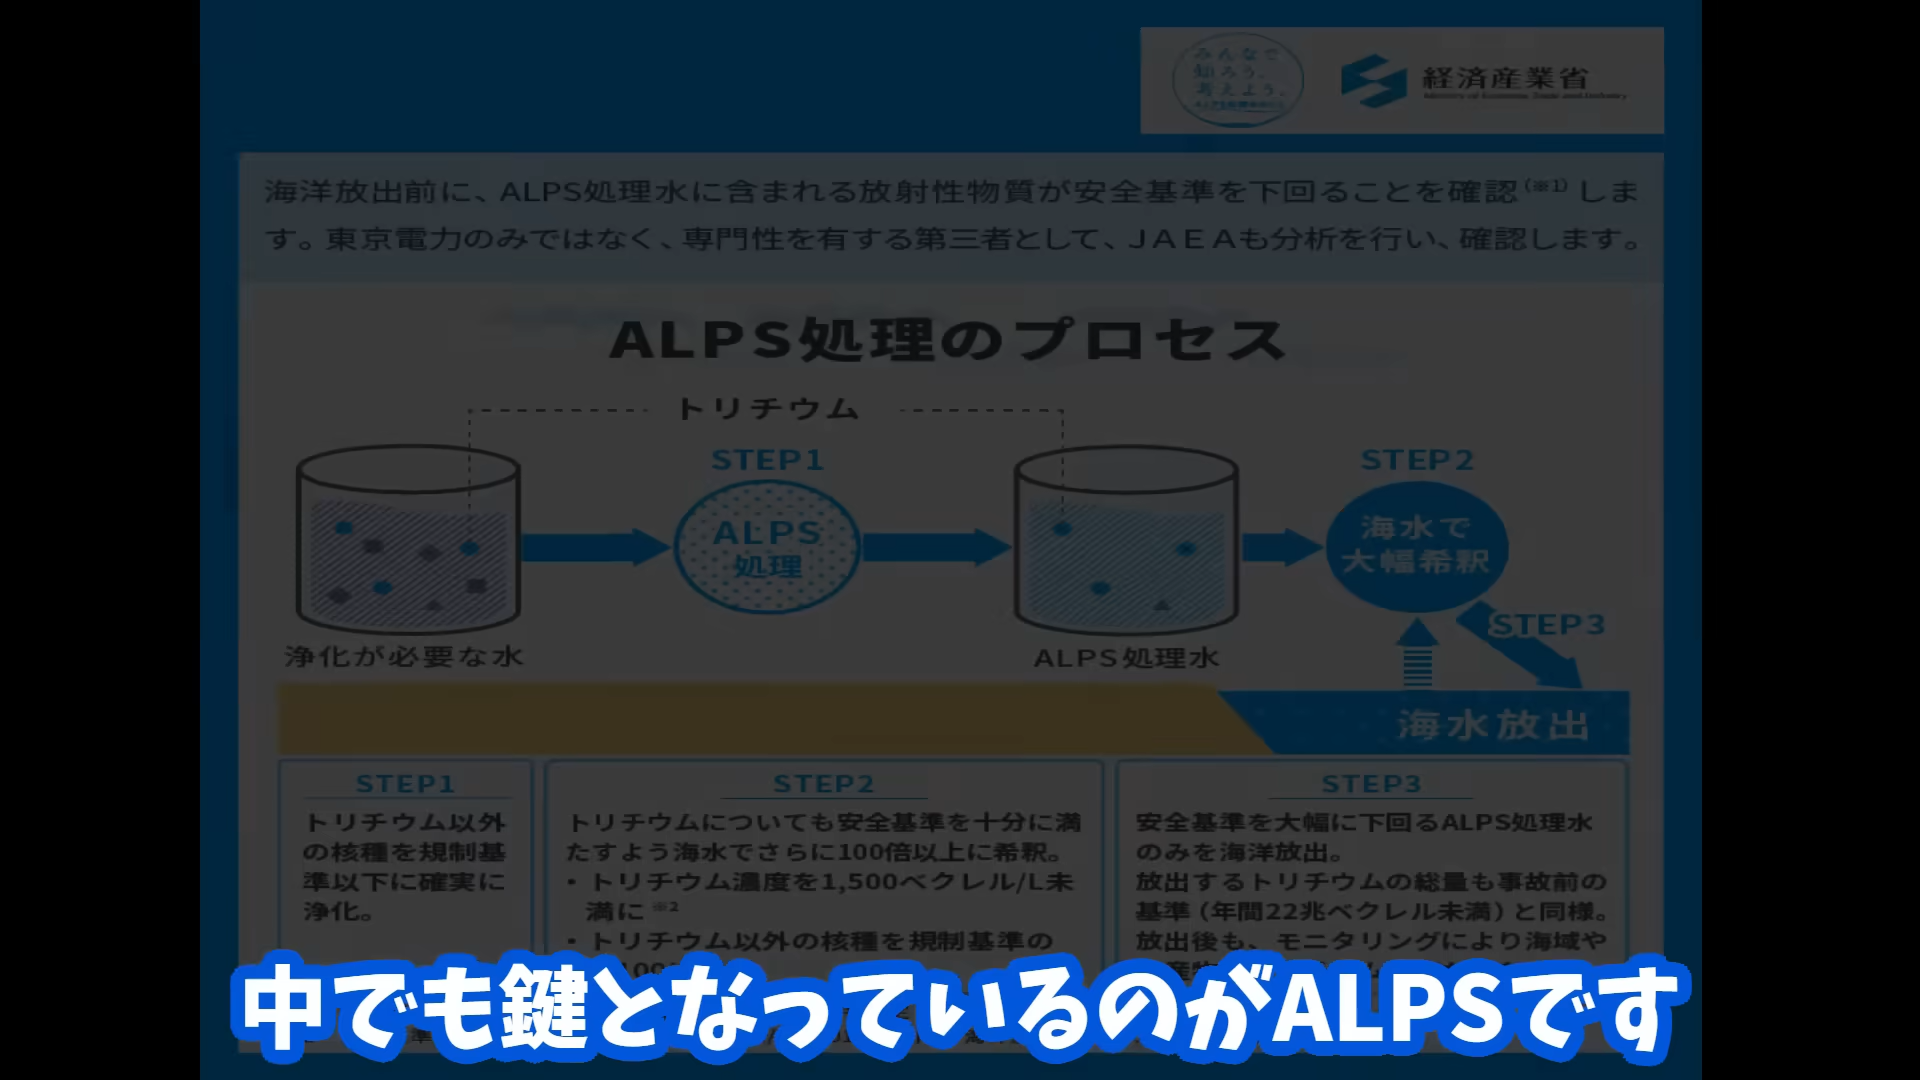 みんなで
知ろう。
考えよう。
経済産業省
Ministry of Economy, Trade and Industry
海洋放出前に、ALPS処理水に含まれる放射性物質が安全基準を下回ることを確認(※1)しま
す。東京電力のみではなく、専門性を有する第三者として、JAEAも分析を行い、確認します。
ALPS処理のプロセス
トリチウム
STEP1
STEP2
ALPS
処理
海水で
大幅希釈
STEP3
浄化が必要な水
ALPS処理水
海水放出
STEP1
トリチウム以外
の核種を規制基
準以下に確実に
浄化。
STEP2
トリチウムについても安全基準を十分に満
たすよう海水でさらに100倍以上に希釈。
・トリチウム濃度を1,500ベクレル/L未
満に ※2
・トリチウム以外の核種を規制基準の
STEP3
安全基準を大幅に下回るALPS処理水
のみを海洋放出。
放出するトリチウムの総量も事故前の
基準（年間22兆ベクレル未満）と同様。
放出後も、モニタリングにより海域や
中でも鍵となっているのがALPSです